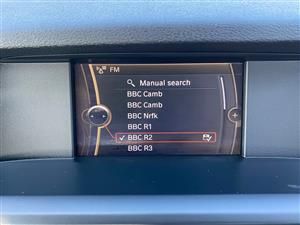 FM
Manual search
BBC Camb
BBC Camb
BBC Nrfk
BBC R1
BBC R2
BBC R3